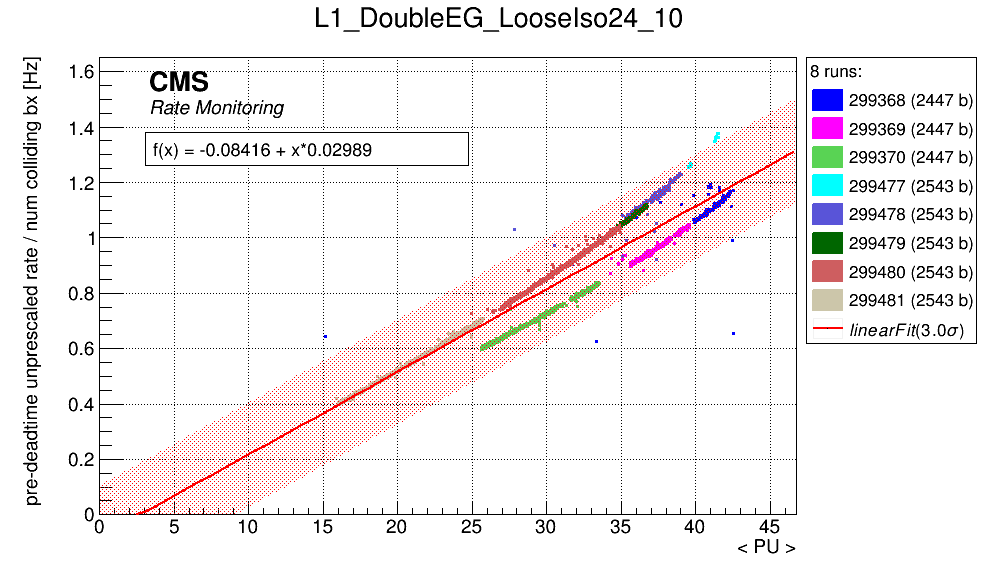 L1_DoubleEG_LooseIso24_10
pre-deadtime unprescaled rate / num colliding bx [Hz]
1.6
1.4
1.2
1
0.8
0.6
0.4
0.2
0
CMS
Rate Monitoring
f(x) = -0.08416 + x*0.02989
0 5 10 15 20 25 30 35 40 45
< PU >
8 runs:
299368 (2447 b)
299369 (2447 b)
299370 (2447 b)
299477 (2543 b)
299478 (2543 b)
299479 (2543 b)
299480 (2543 b)
299481 (2543 b)
linearFit(3.0σ)